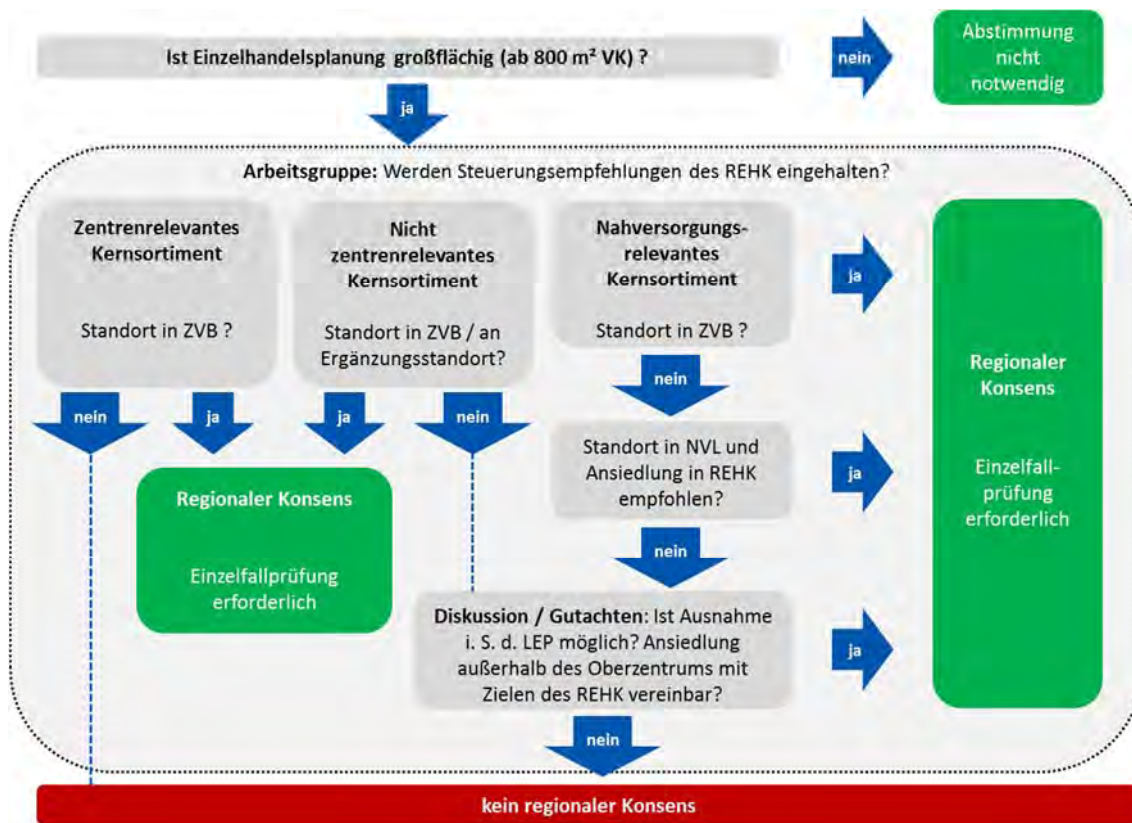 Ist Einzelhandelsplanung großflächig (ab 800 m² VK) ?
nein
Abstimmung
nicht
notwendig
ja
Arbeitsgruppe: Werden Steuerungsempfehlungen des REHK eingehalten?
Zentrenrelevantes
Kernsortiment
Standort in ZVB ?
Nicht
zentrenrelevantes
Kernsortiment
Standort in ZVB / an
Ergänzungsstandort?
Nahversorgungs-
relevantes
Kernsortiment
Standort in ZVB ?
ja
nein
ja
ja
nein
nein
Regionaler Konsens
Einzelfallprüfung
erforderlich
Standort in NVL und
Ansiedlung in REHK
empfohlen?
ja
Regionaler
Konsens
Einzelfall-
prüfung
erforderlich
nein
Diskussion / Gutachten: Ist Ausnahme
i. S. d. LEP möglich? Ansiedlung
außerhalb des Oberzentrums mit
Zielen des REHK vereinbar?
ja
nein
kein regionaler Konsens